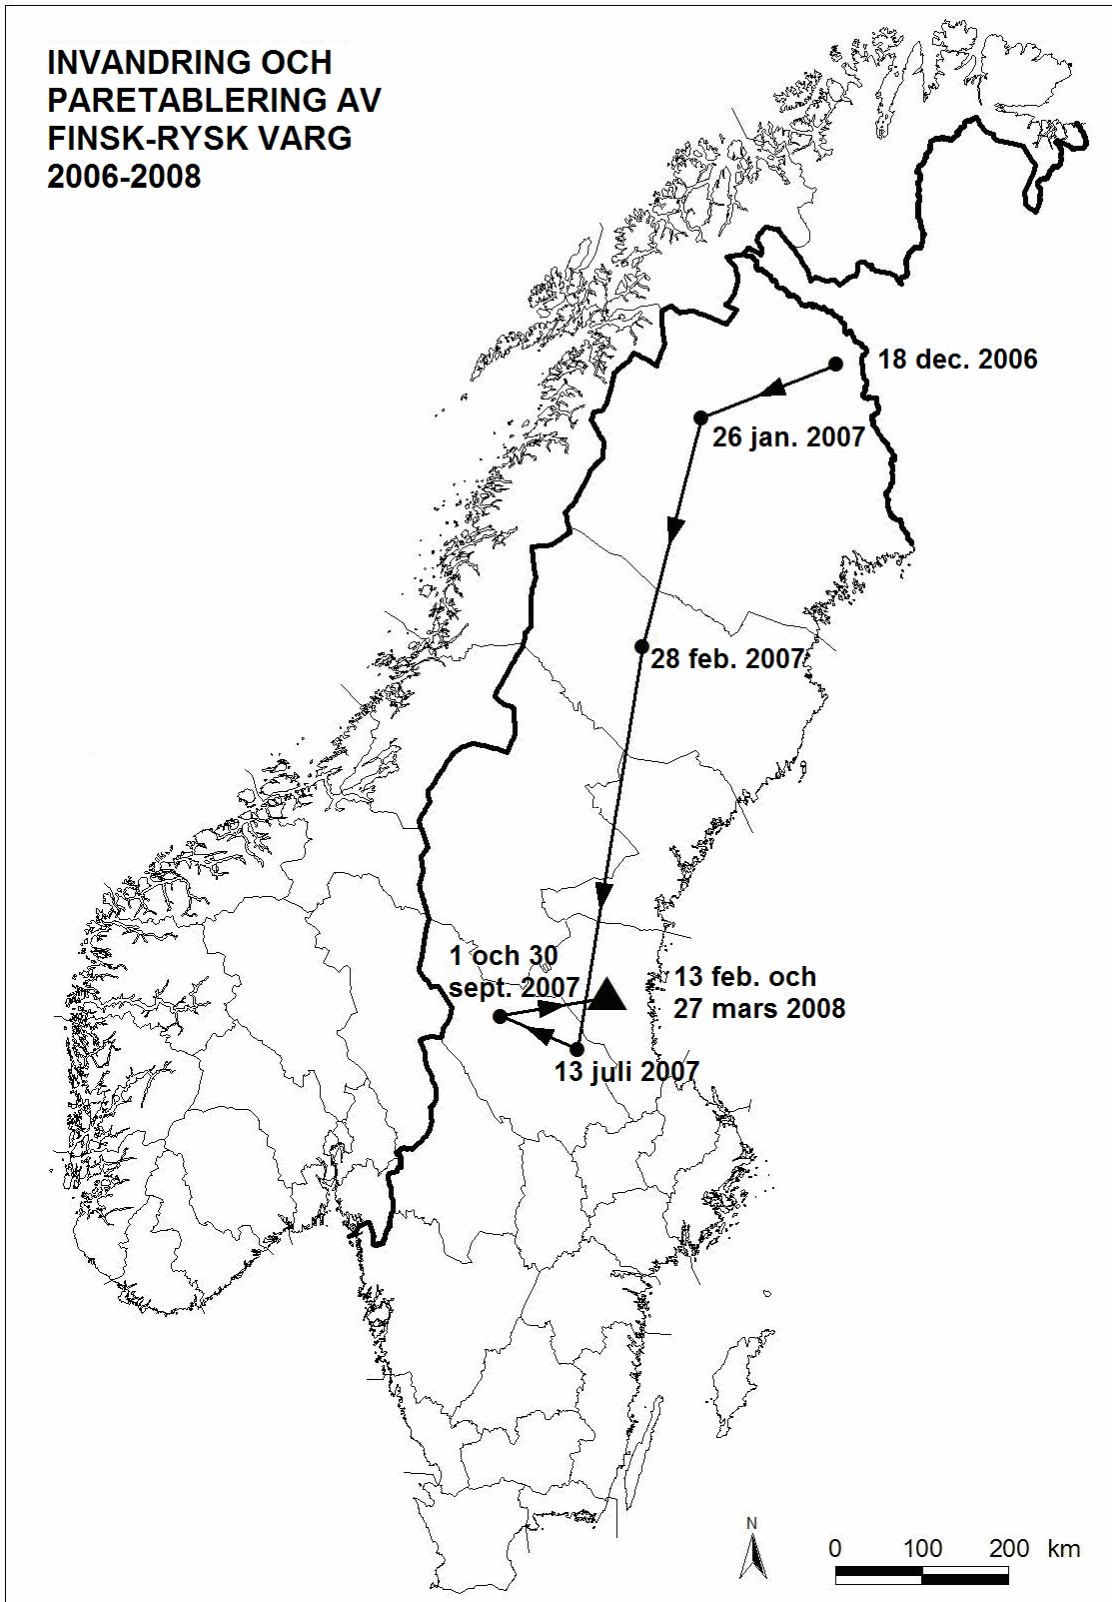 INVANDRING OCH
PARETABLERING AV
FINSK-RYSK VARG
2006-2008
18 dec. 2006
26 jan. 2007
28 feb. 2007
1 och 30
sept. 2007
13 feb. och
27 mars 2008
13 juli 2007
N
0 100 200 km